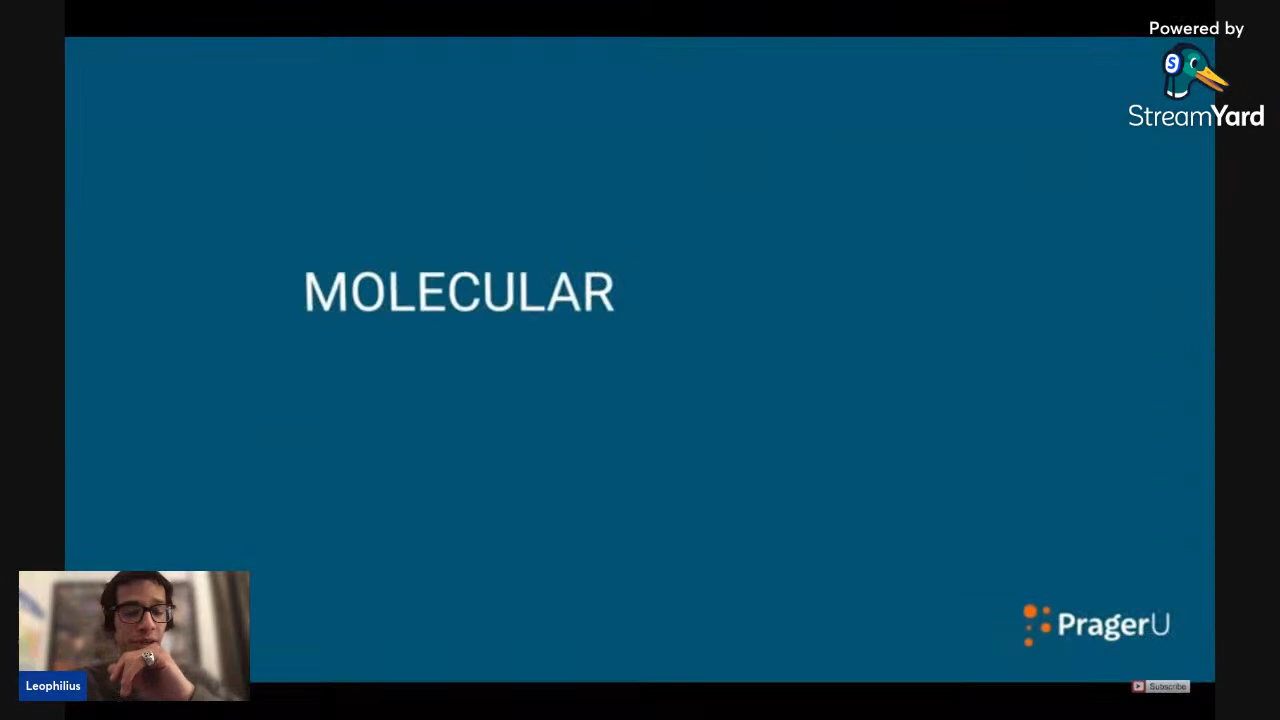 Powered by
StreamYard
MOLECULAR
PragerU
Subscribe
Leophilius